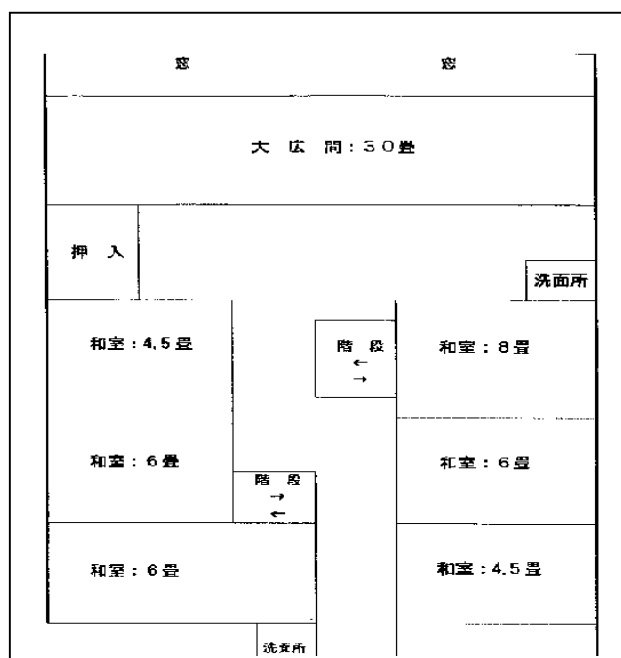 窓
窓
大広間：３０畳
押入
洗面所
和室：4.5畳
階段
←
→
和室：8畳
和室：6畳
階段
→
←
和室：6畳
和室：6畳
和室：4.5畳
洗面所